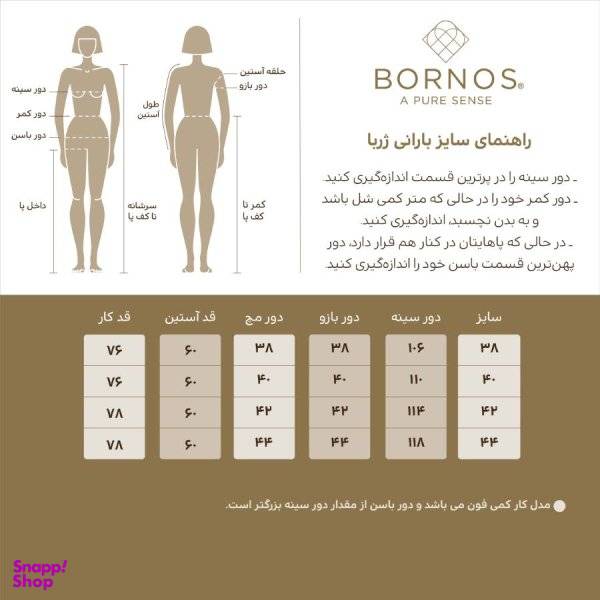 BORNOS®
A PURE SENSE
راهنمای سایز بارانی ژربا
ـ دور سینه را در پرترین قسمت اندازه‌گیری کنید.
ـ دور کمر خود را در حالی که متر کمی شل باشد
و به بدن نچسبد، اندازه‌گیری کنید.
ـ در حالی که پاهایتان در کنار هم قرار دارد، دور
پهن‌ترین قسمت باسن خود را اندازه‌گیری کنید.
حلقه آستین
دور بازو
طول
آستین
دور سینه
دور کمر
دور باسن
داخل پا
سرشانه
تا کف پا
کمر تا
کف پا
سایز دور سینه دور بازو دور مچ قد آستین قد کار
۳۸ ۱۰۶ ۳۸ ۳۸ ۶۰ ۷۶
۴۰ ۱۱۰ ۴۰ ۴۰ ۶۰ ۷۶
۴۲ ۱۱۴ ۴۲ ۴۲ ۶۰ ۷۸
۴۴ ۱۱۸ ۴۴ ۴۴ ۶۰ ۷۸
مدل کار کمی فون می باشد و دور باسن از مقدار دور سینه بزرگتر است.
Snapp!
Shop